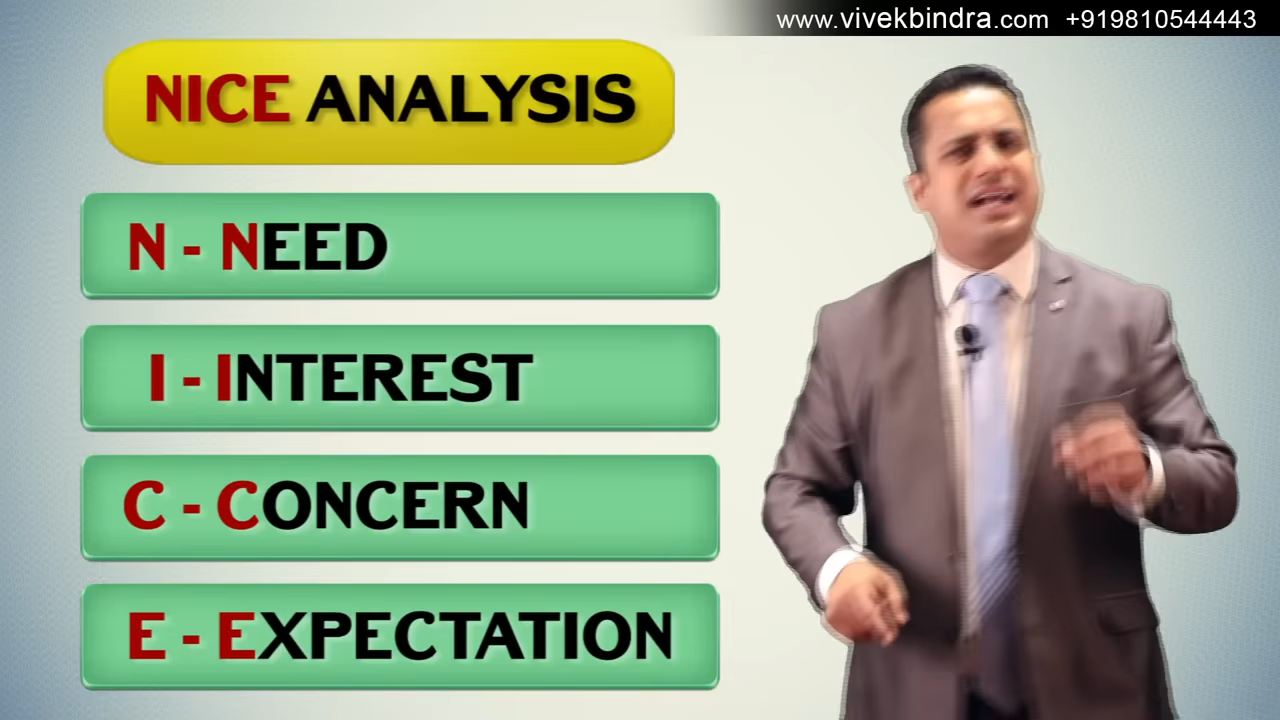 www.vivekbindra.com +919810544443
NICE ANALYSIS
N - NEED
I - INTEREST
C - CONCERN
E - EXPECTATION